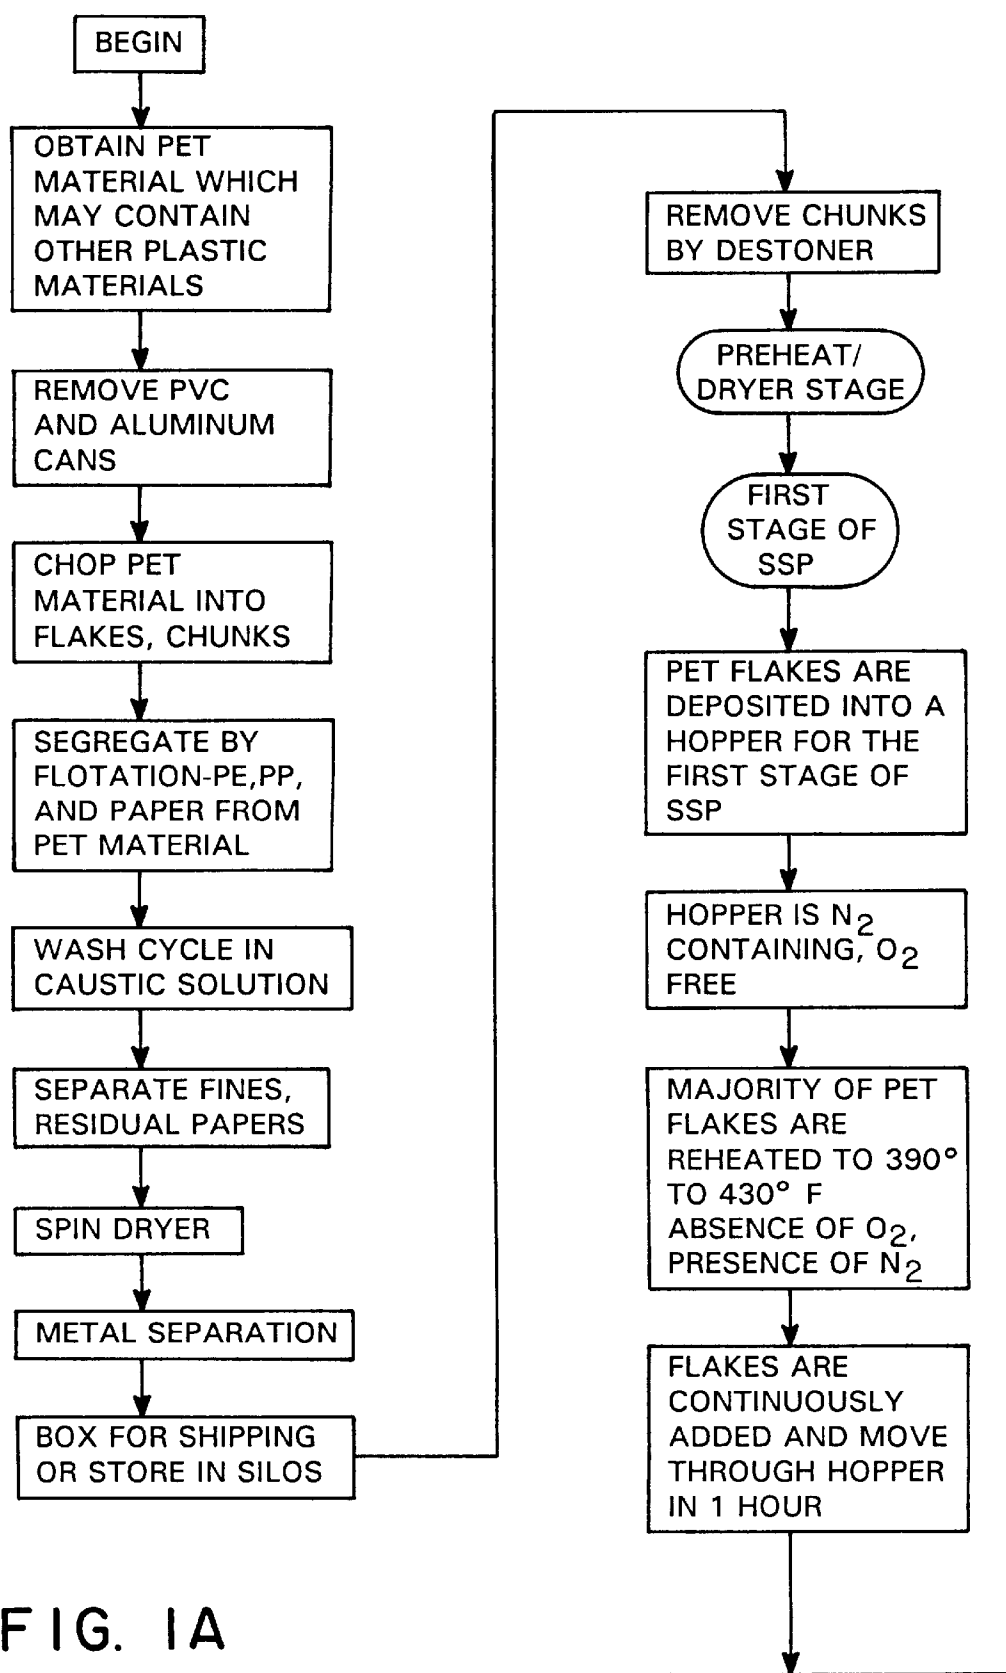 BEGIN
OBTAIN PET
MATERIAL WHICH
MAY CONTAIN
OTHER PLASTIC
MATERIALS
REMOVE PVC
AND ALUMINUM
CANS
CHOP PET
MATERIAL INTO
FLAKES, CHUNKS
SEGREGATE BY
FLOTATION-PE,PP,
AND PAPER FROM
PET MATERIAL
WASH CYCLE IN
CAUSTIC SOLUTION
SEPARATE FINES,
RESIDUAL PAPERS
SPIN DRYER
METAL SEPARATION
BOX FOR SHIPPING
OR STORE IN SILOS
REMOVE CHUNKS
BY DESTONER
PREHEAT/
DRYER STAGE
FIRST
STAGE OF
SSP
PET FLAKES ARE
DEPOSITED INTO A
HOPPER FOR THE
FIRST STAGE OF
SSP
HOPPER IS N2
CONTAINING, O2
FREE
MAJORITY OF PET
FLAKES ARE
REHEATED TO 390°
TO 430° F
ABSENCE OF O2,
PRESENCE OF N2
FLAKES ARE
CONTINUOUSLY
ADDED AND MOVE
THROUGH HOPPER
IN 1 HOUR
FIG. 1A